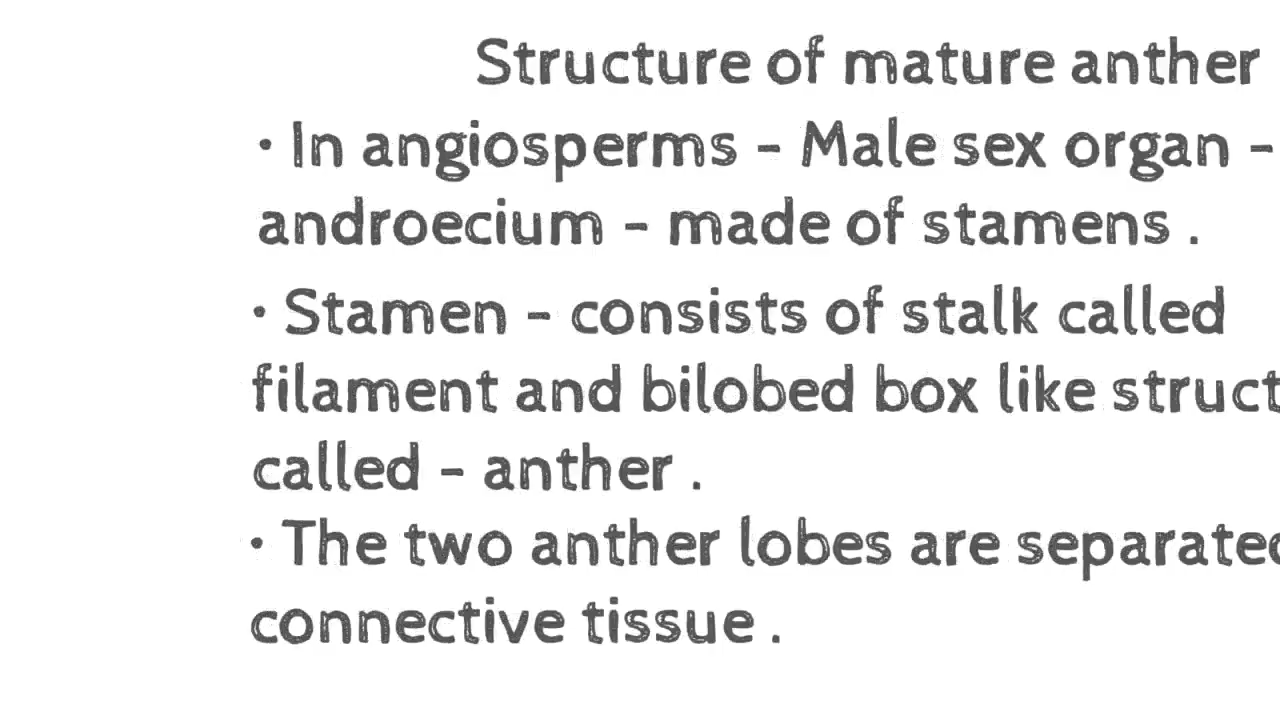 Structure of mature anther
• In angiosperms - Male sex organ -
androecium - made of stamens .
• Stamen - consists of stalk called
filament and bilobed box like struct
called - anther .
• The two anther lobes are separated
connective tissue .